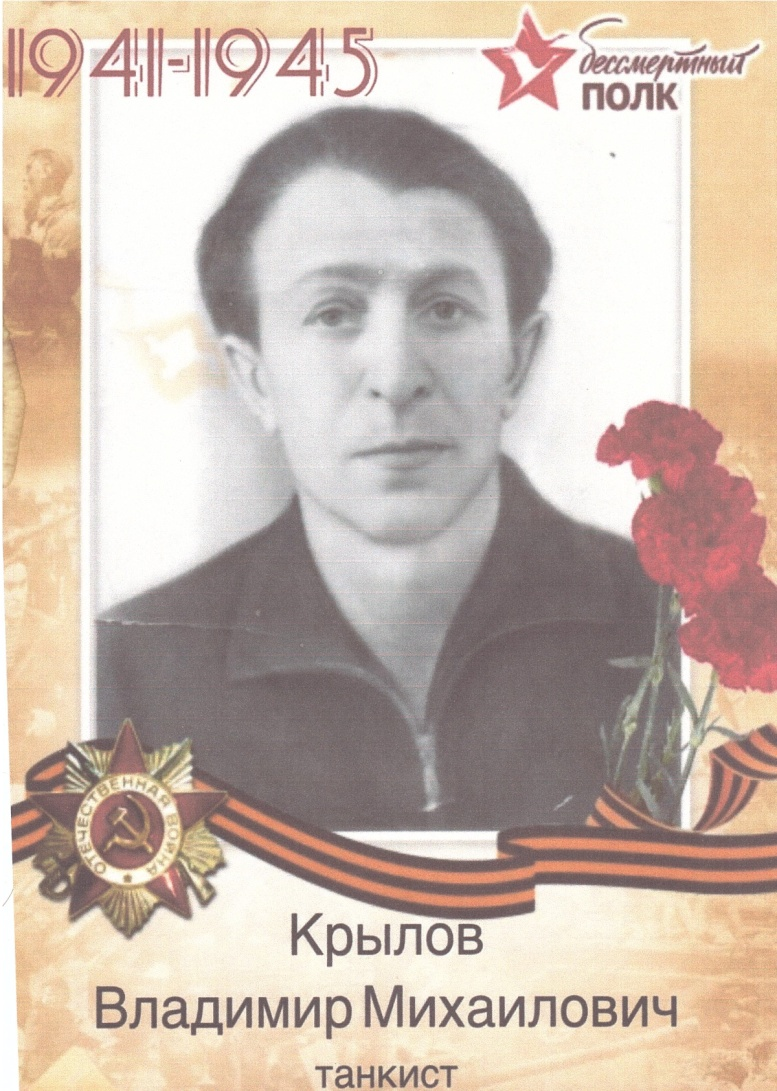 1941-1945
бессмертный
ПОЛК
ОТЕЧЕСТВЕННАЯ ВОЙНА
Крылов
Владимир Михаилович
танкист